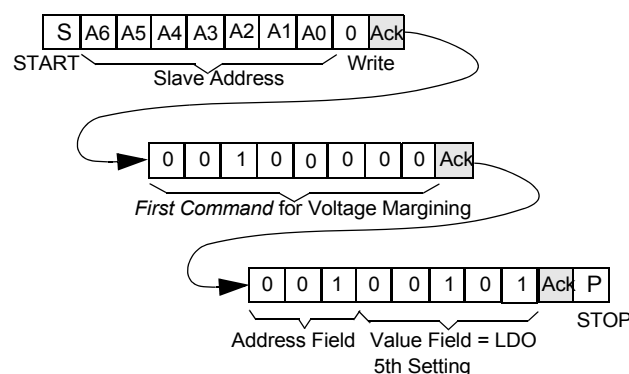 S A6 A5 A4 A3 A2 A1 A0 0 Ack
START Slave Address Write
0 0 1 0 0 0 0 0 Ack
First Command for Voltage Margining
0 0 1 0 0 1 0 1 Ack P
STOP
Address Field Value Field = LDO
5th Setting